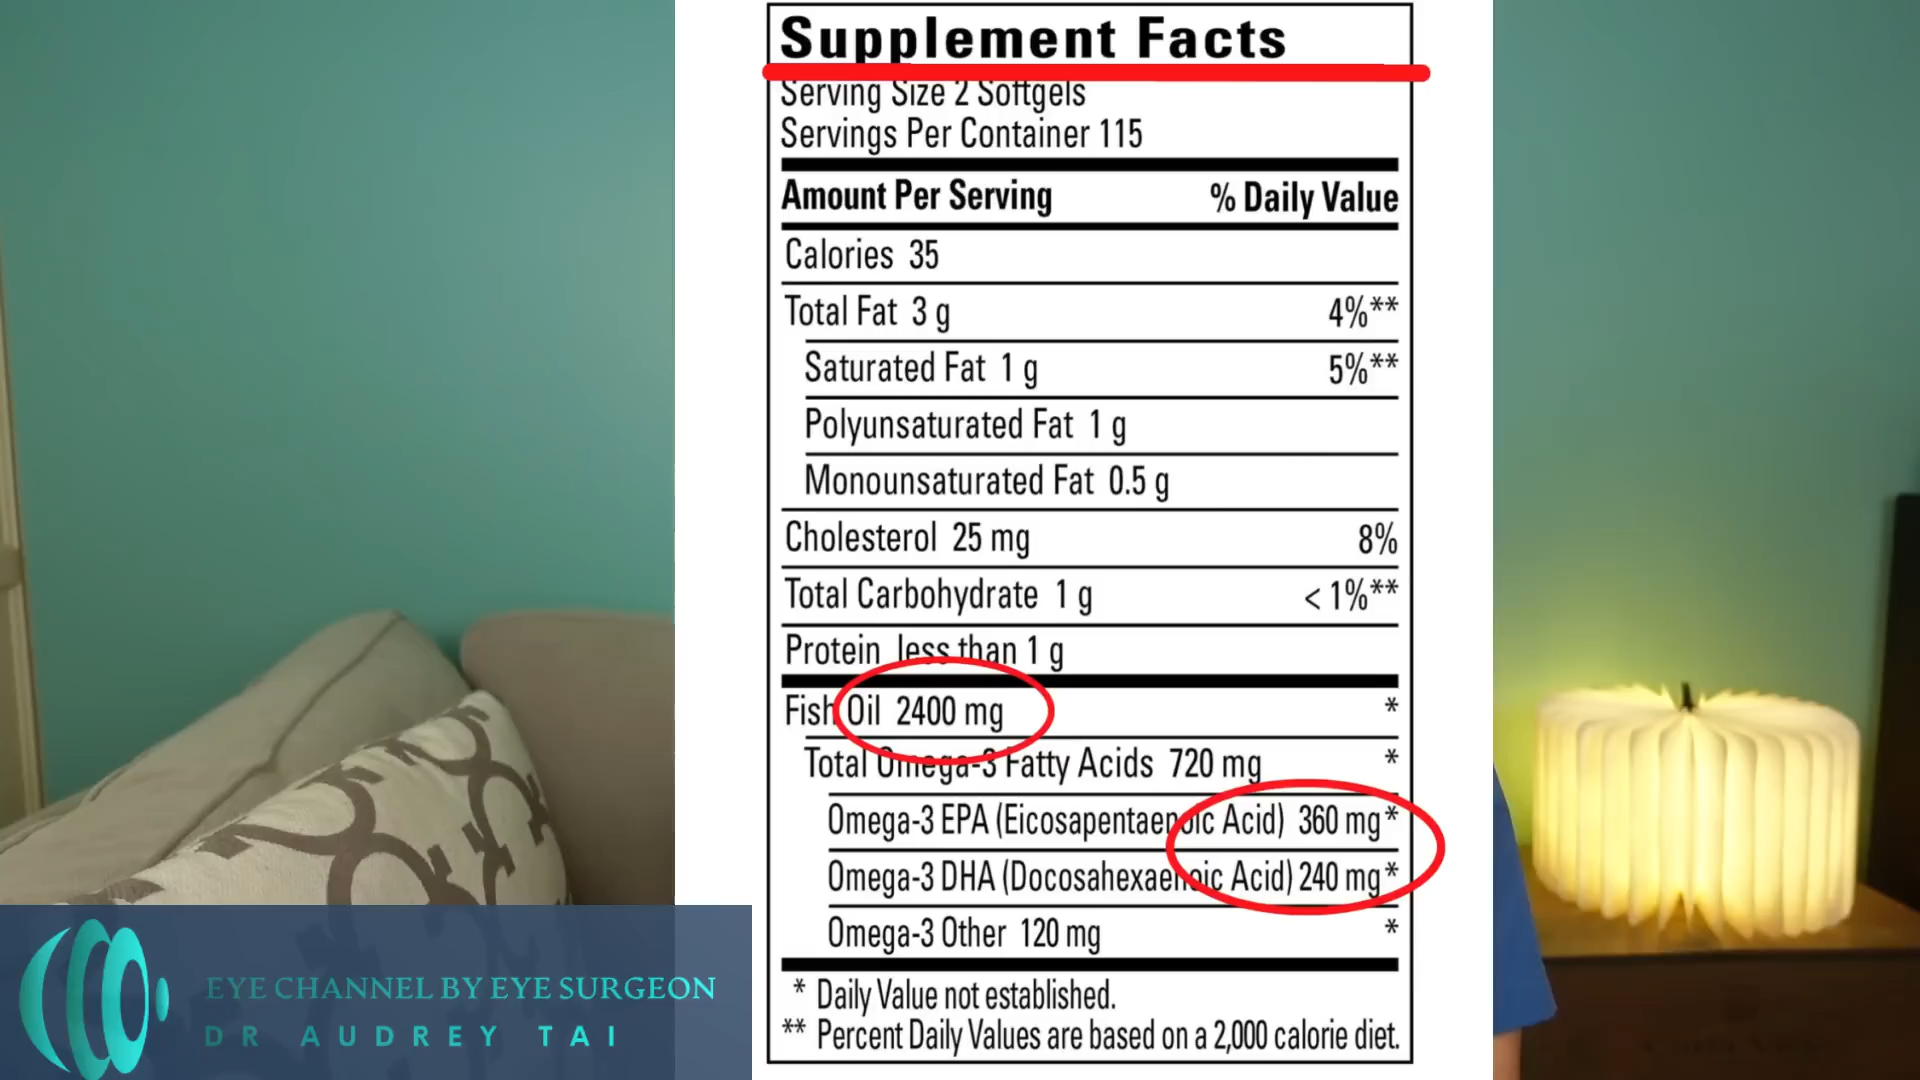 Supplement Facts
Serving Size 2 Softgels
Servings Per Container 115
Amount Per Serving % Daily Value
Calories 35
Total Fat 3 g 4%**
Saturated Fat 1 g 5%**
Polyunsaturated Fat 1 g
Monounsaturated Fat 0.5 g
Cholesterol 25 mg 8%
Total Carbohydrate 1 g < 1%**
Protein less than 1 g
Fish Oil 2400 mg *
Total Omega-3 Fatty Acids 720 mg *
Omega-3 EPA (Eicosapentaenoic Acid) 360 mg *
Omega-3 DHA (Docosahexaenoic Acid) 240 mg *
Omega-3 Other 120 mg *
* Daily Value not established.
** Percent Daily Values are based on a 2,000 calorie diet.
EYE CHANNEL BY EYE SURGEON
DR AUDREY TAI